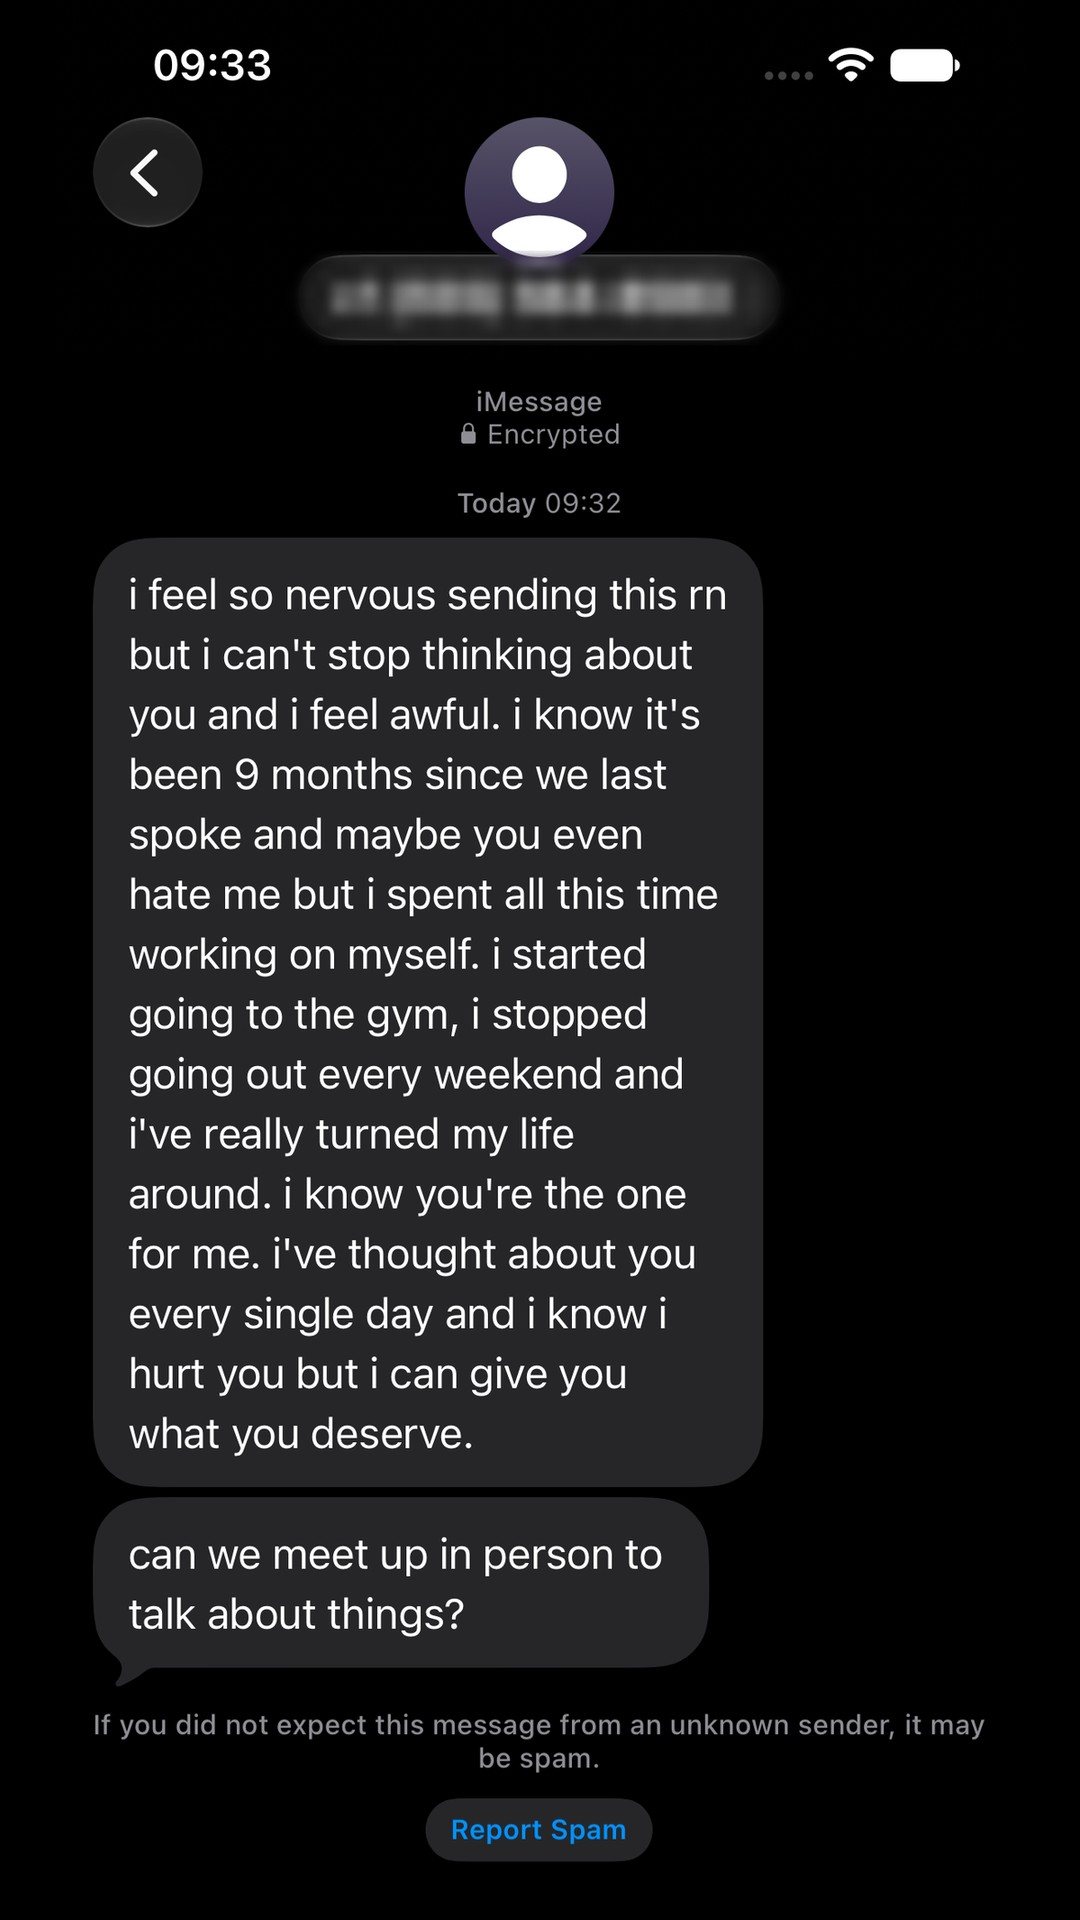 09:33
iMessage
Encrypted
Today 09:32
i feel so nervous sending this rn
but i can't stop thinking about
you and i feel awful. i know it's
been 9 months since we last
spoke and maybe you even
hate me but i spent all this time
working on myself. i started
going to the gym, i stopped
going out every weekend and
i've really turned my life
around. i know you're the one
for me. i've thought about you
every single day and i know i
hurt you but i can give you
what you deserve.
can we meet up in person to
talk about things?
If you did not expect this message from an unknown sender, it may
be spam.
Report Spam